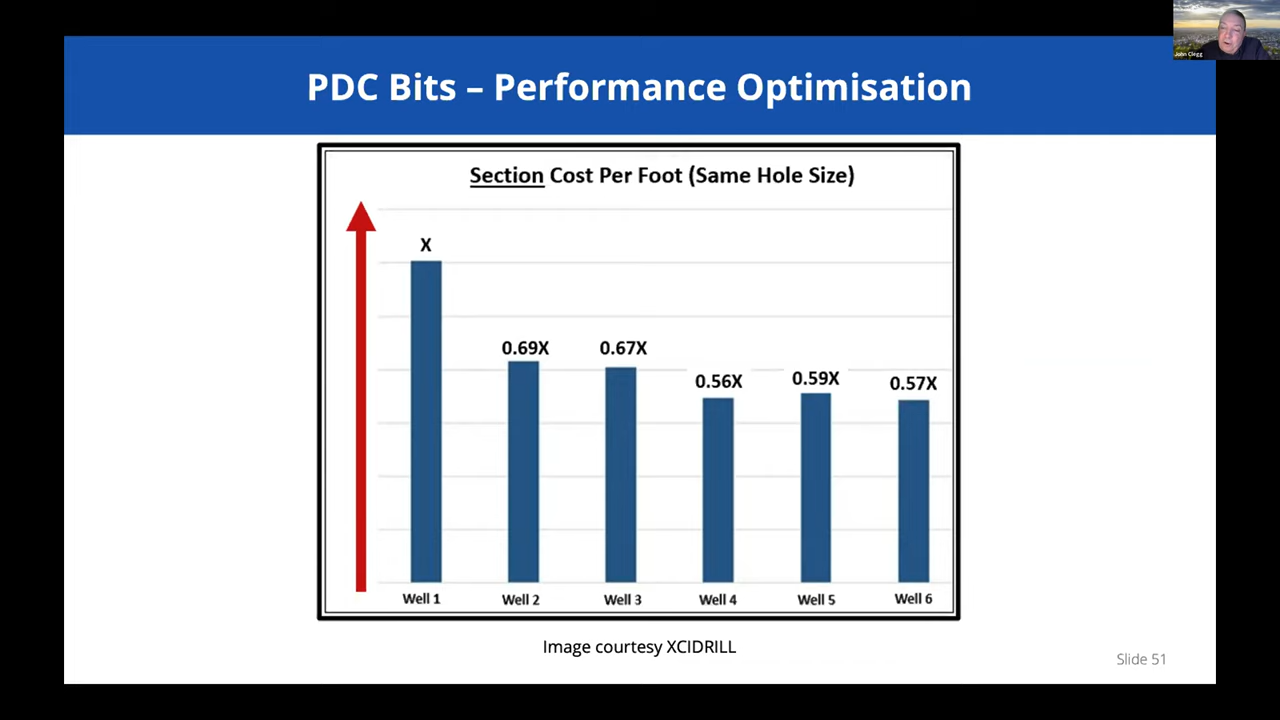 John Clegg
PDC Bits – Performance Optimisation
Section Cost Per Foot (Same Hole Size)
X
0.69X
0.67X
0.56X
0.59X
0.57X
Well 1
Well 2
Well 3
Well 4
Well 5
Well 6
Image courtesy XCIDRILL
Slide 51